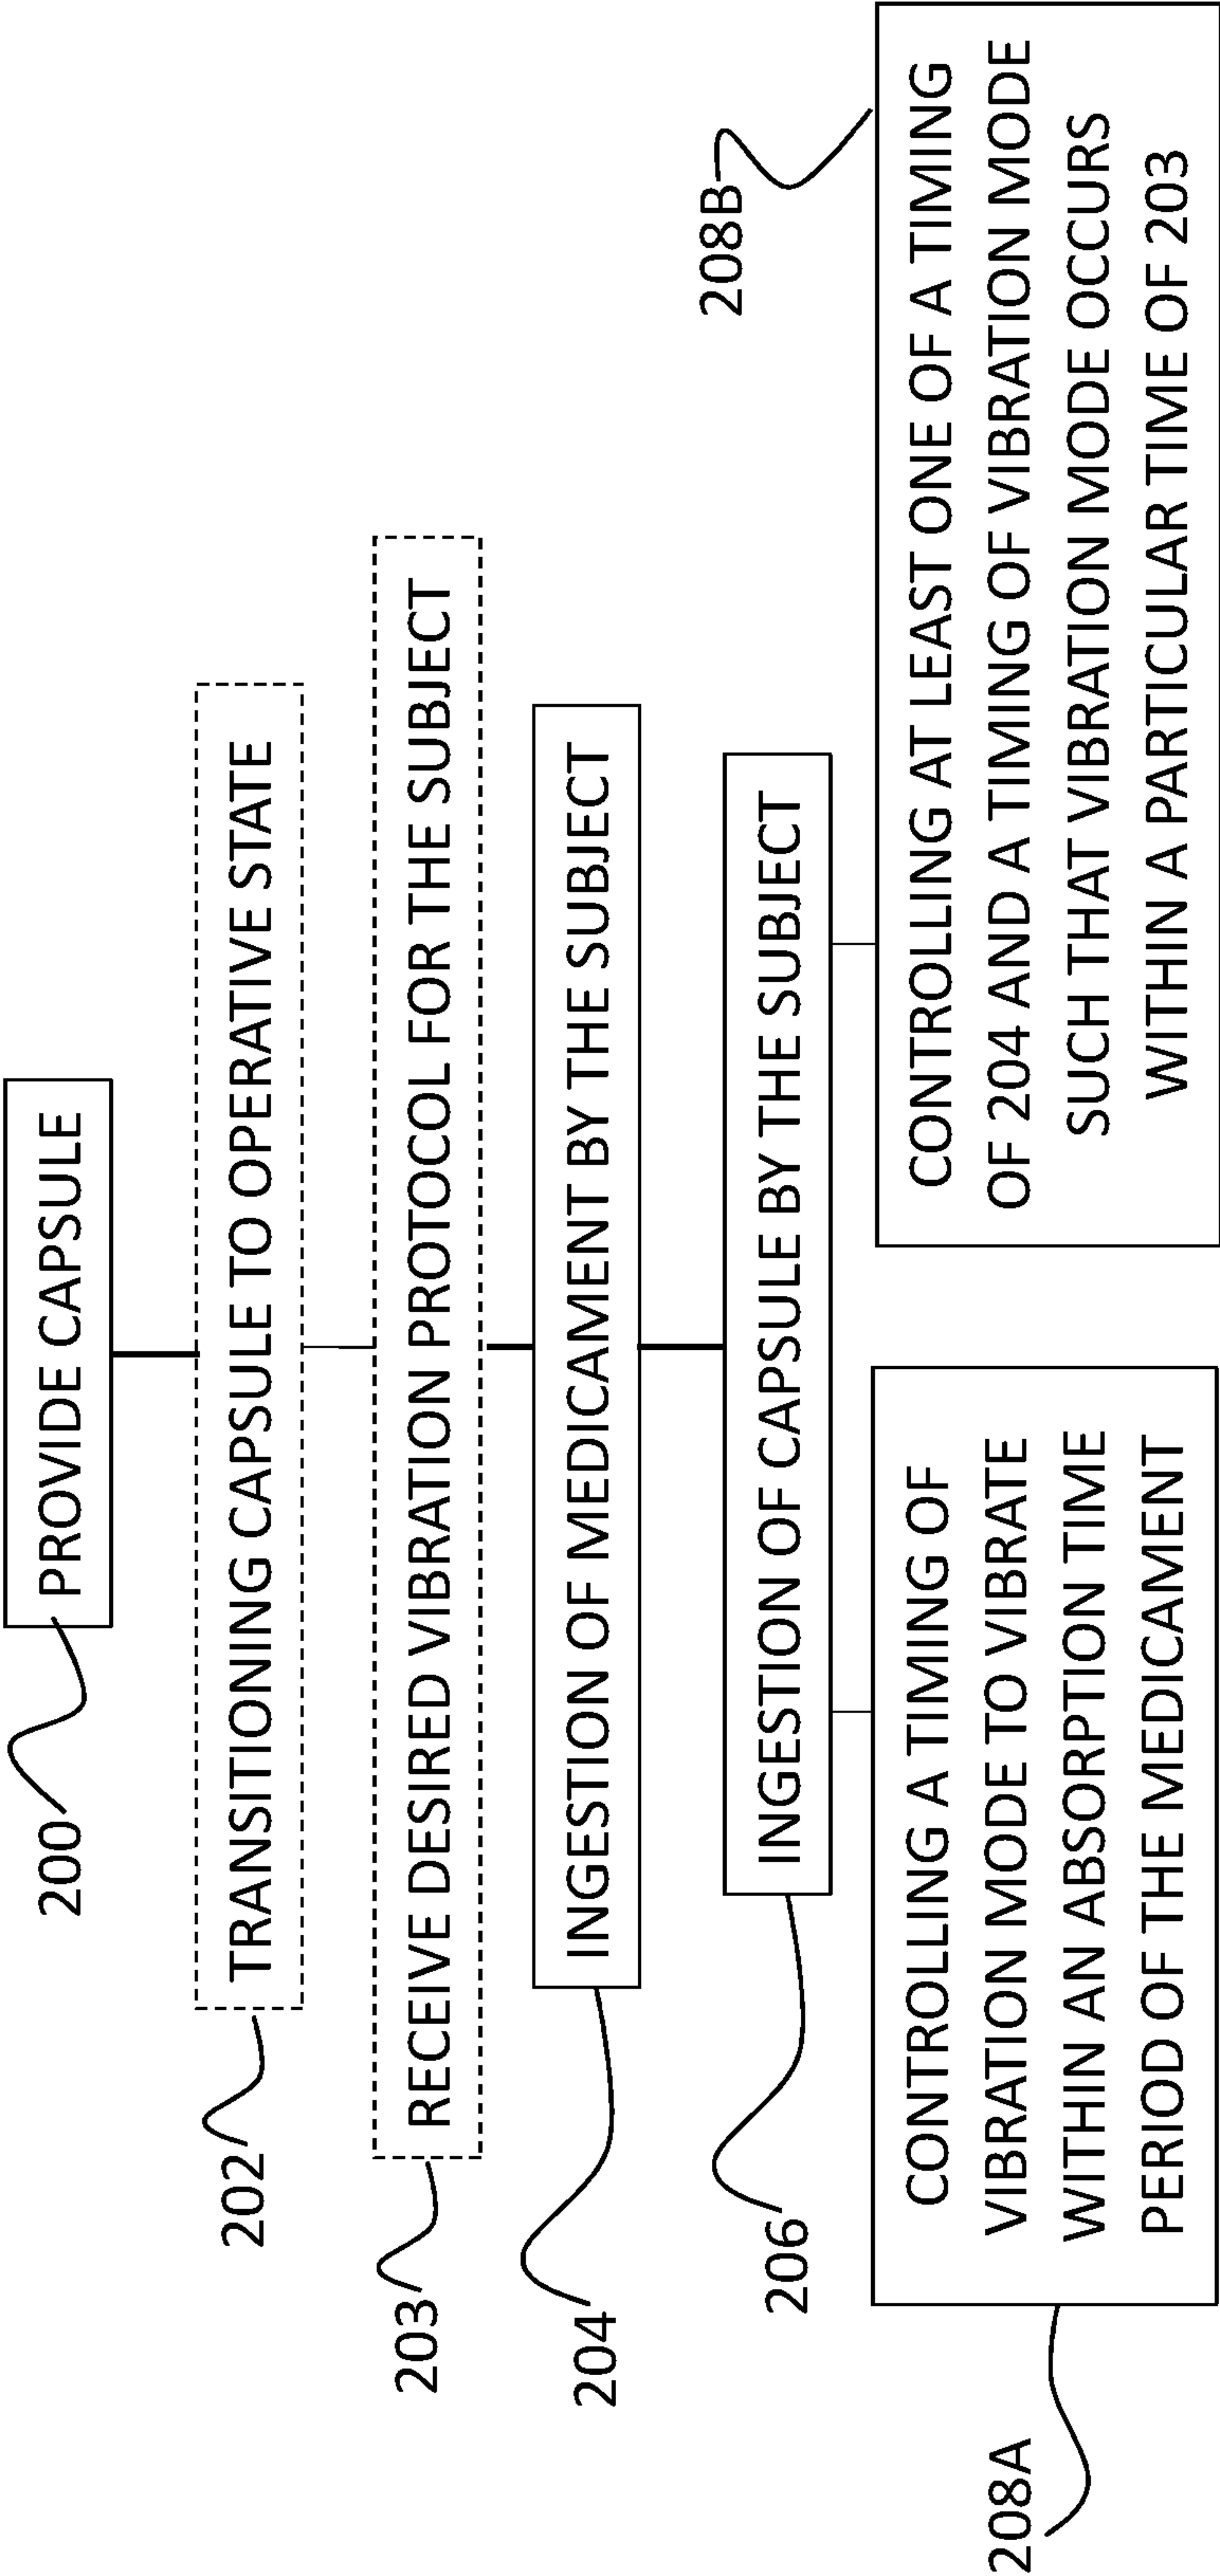 200
PROVIDE CAPSULE
202
TRANSITIONING CAPSULE TO OPERATIVE STATE
203
RECEIVE DESIRED VIBRATION PROTOCOL FOR THE SUBJECT
204
INGESTION OF MEDICAMENT BY THE SUBJECT
206
INGESTION OF CAPSULE BY THE SUBJECT
208A
CONTROLLING A TIMING OF
VIBRATION MODE TO VIBRATE
WITHIN AN ABSORPTION TIME
PERIOD OF THE MEDICAMENT
208B
CONTROLLING AT LEAST ONE OF A TIMING
OF 204 AND A TIMING OF VIBRATION MODE
SUCH THAT VIBRATION MODE OCCURS
WITHIN A PARTICULAR TIME OF 203